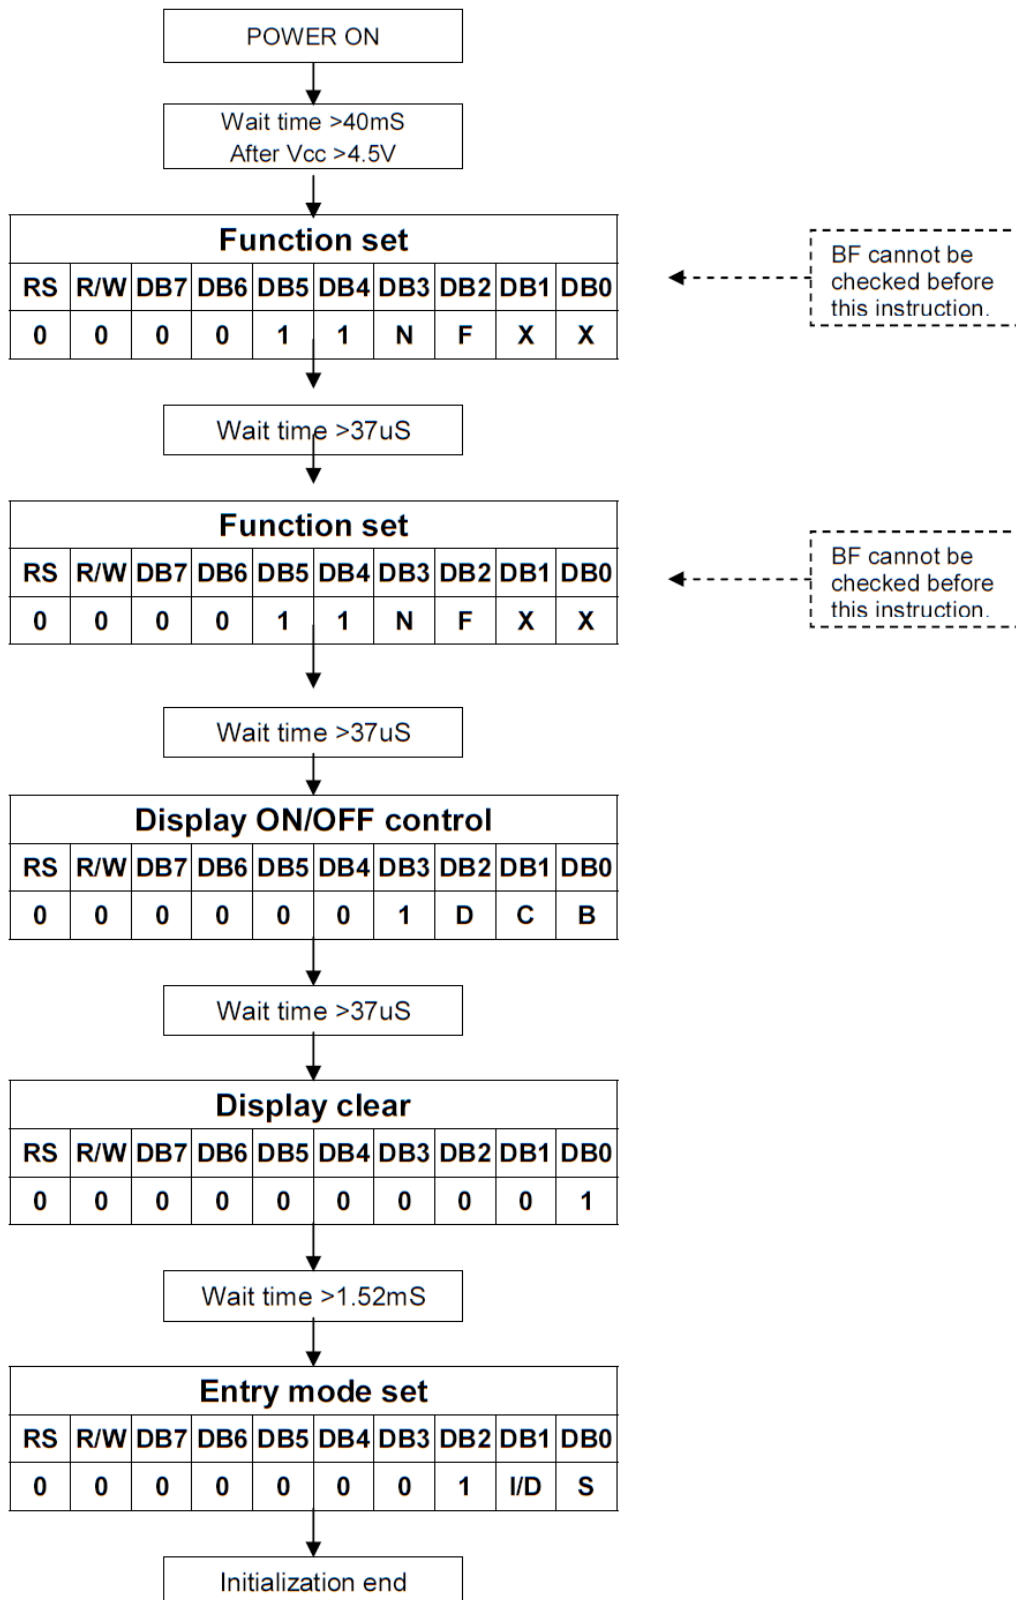 POWER ON
Wait time >40mS
After Vcc >4.5V
Function set
RS R/W DB7 DB6 DB5 DB4 DB3 DB2 DB1 DB0
0 0 0 0 1 1 N F X X
BF cannot be
checked before
this instruction.
Wait time >37uS
Function set
RS R/W DB7 DB6 DB5 DB4 DB3 DB2 DB1 DB0
0 0 0 0 1 1 N F X X
BF cannot be
checked before
this instruction.
Wait time >37uS
Display ON/OFF control
RS R/W DB7 DB6 DB5 DB4 DB3 DB2 DB1 DB0
0 0 0 0 0 0 1 D C B
Wait time >37uS
Display clear
RS R/W DB7 DB6 DB5 DB4 DB3 DB2 DB1 DB0
0 0 0 0 0 0 0 0 0 1
Wait time >1.52mS
Entry mode set
RS R/W DB7 DB6 DB5 DB4 DB3 DB2 DB1 DB0
0 0 0 0 0 0 0 1 I/D S
Initialization end